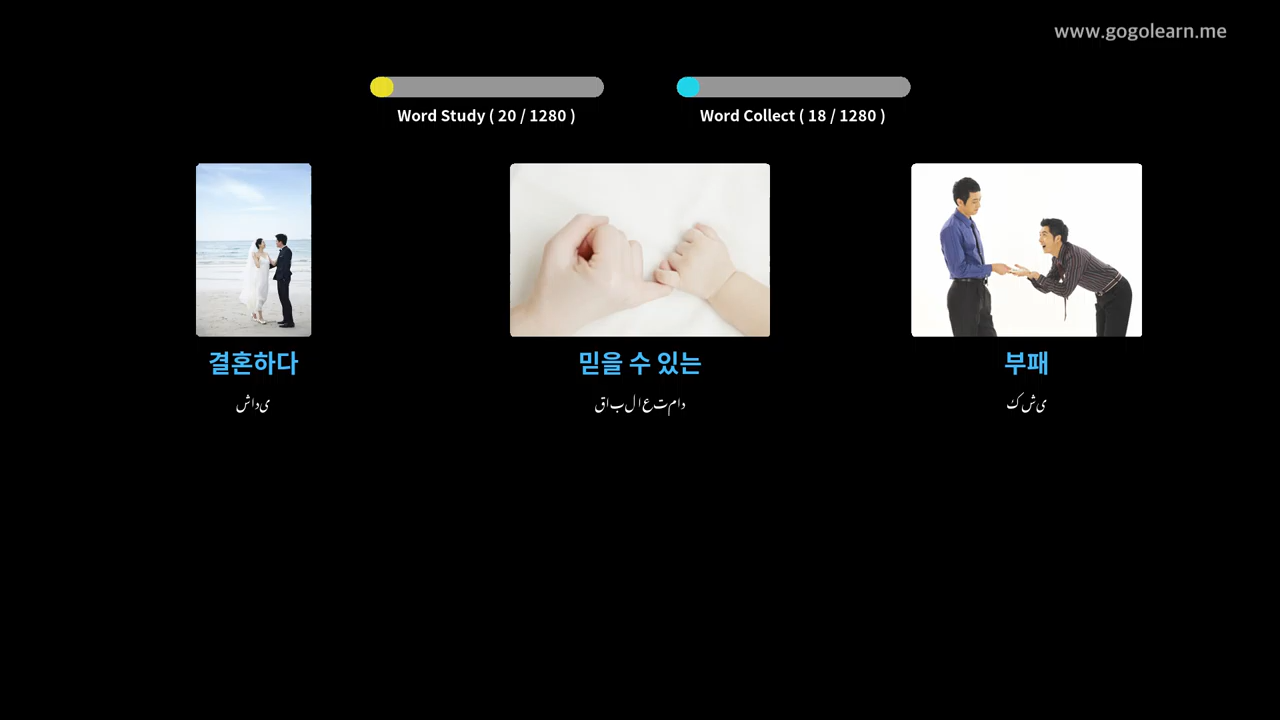 www.gogolearn.me
Word Study ( 20 / 1280 )
Word Collect ( 18 / 1280 )
결혼하다
믿을 수 있는
부패
شادی
قابل اعتماد
کشی